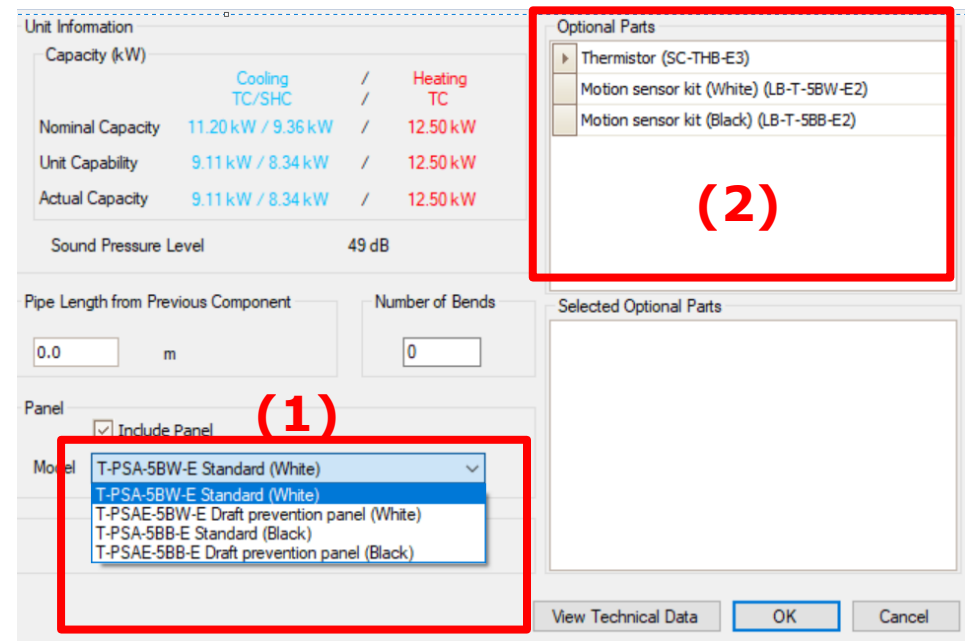 Unit Information
Capacity (kW)
Cooling / Heating
TC/SHC / TC
Nominal Capacity 11.20 kW / 9.36 kW / 12.50 kW
Unit Capability 9.11 kW / 8.34 kW / 12.50 kW
Actual Capacity 9.11 kW / 8.34 kW / 12.50 kW
Sound Pressure Level 49 dB
Pipe Length from Previous Component
0.0 m
Number of Bends
0
Panel
(1)
Include Panel
Model T-PSA-5BW-E Standard (White)
T-PSA-5BW-E Standard (White)
T-PSAE-5BW-E Draft prevention panel (White)
T-PSA-5BB-E Standard (Black)
T-PSAE-5BB-E Draft prevention panel (Black)
Optional Parts
Thermistor (SC-THB-E3)
Motion sensor kit (White) (LB-T-5BW-E2)
Motion sensor kit (Black) (LB-T-5BB-E2)
(2)
Selected Optional Parts
View Technical Data OK Cancel